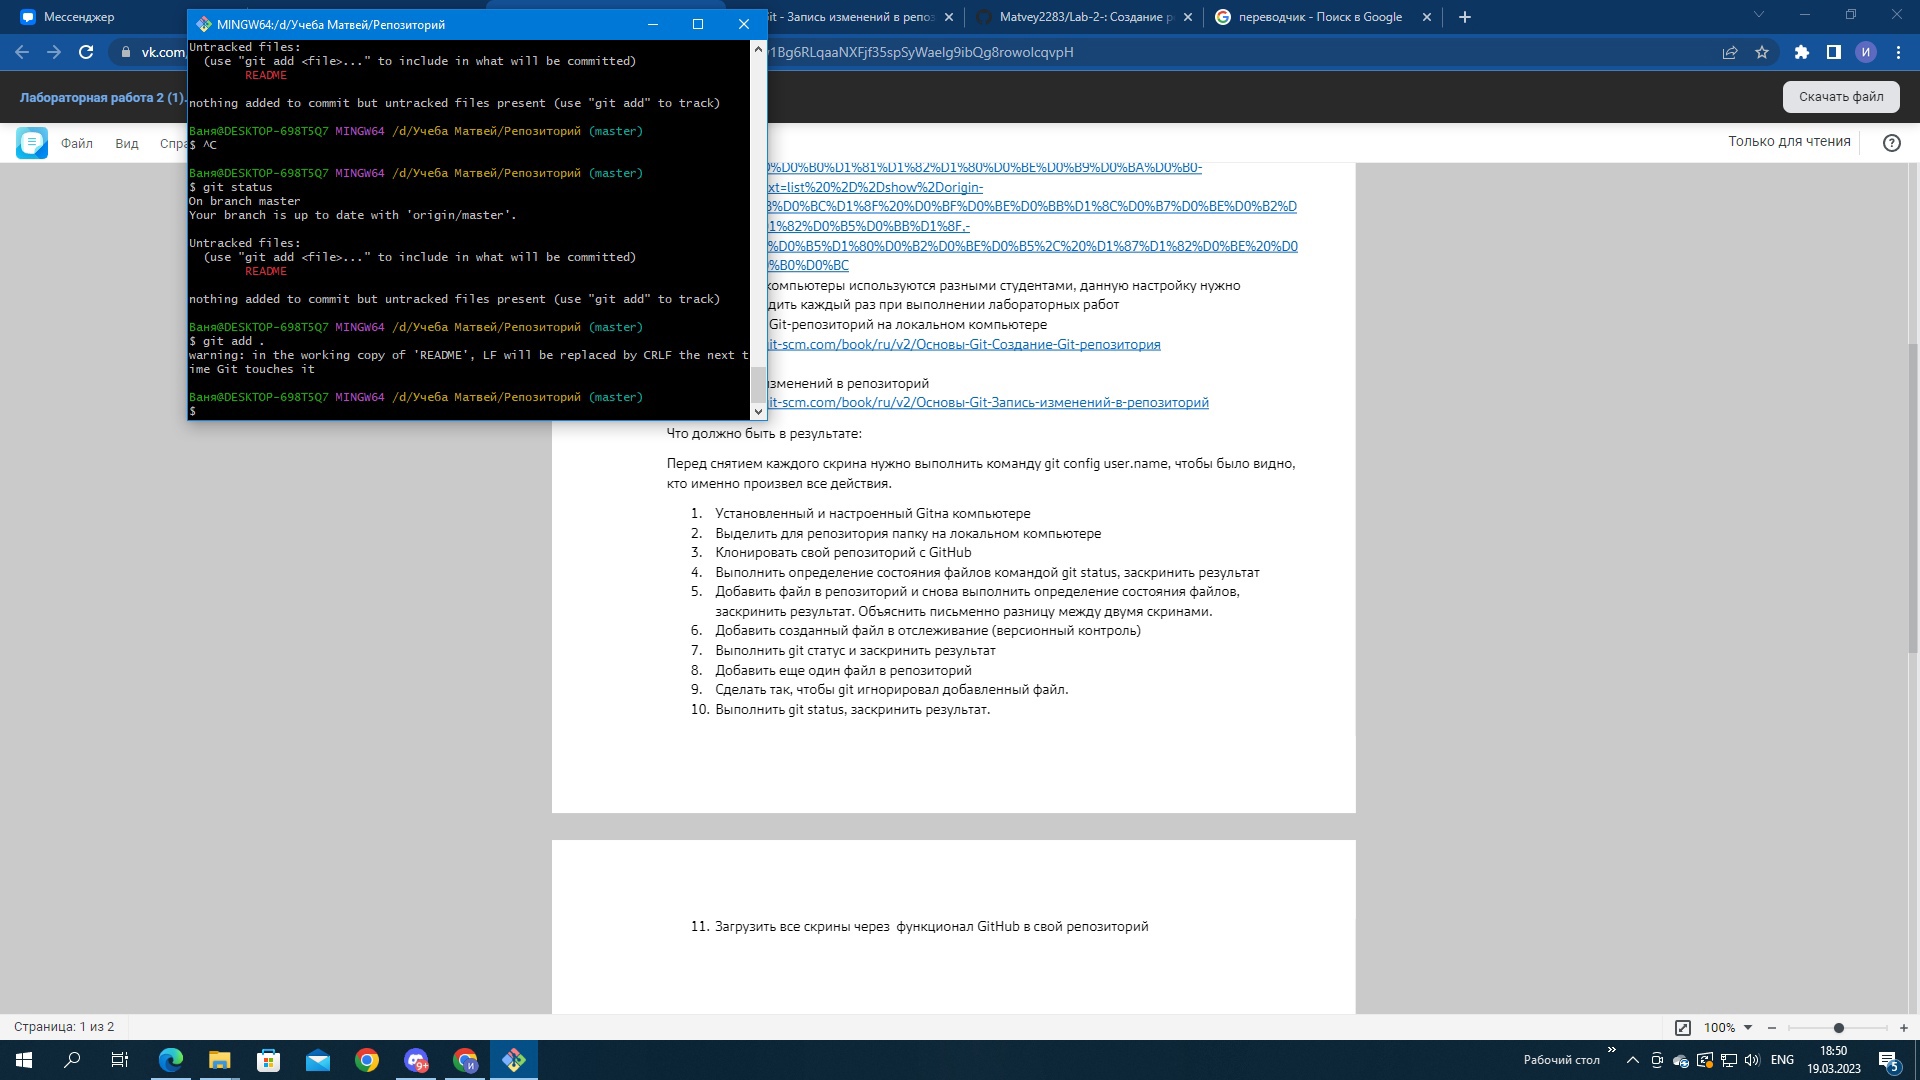 Мессенджер
MINGW64:/d/Учеба Матвей/Репозиторий
it - Запись изменений в репоз
Matvey2283/Lab-2-: Создание р
переводчик - Поиск в Google
vk.com
1Bg6RLqaaNXFjf35spSyWaelg9ibQg8rowolcqvpH
Лабораторная работа 2 (1).
Скачать файл
Файл
Вид
Спра
Только для чтения
Untracked files:
(use "git add <file>..." to include in what will be committed)
README
nothing added to commit but untracked files present (use "git add" to track)
Ваня@DESKTOP-698T5Q7 MINGW64 /d/Учеба Матвей/Репозиторий (master)
$ ^C
Ваня@DESKTOP-698T5Q7 MINGW64 /d/Учеба Матвей/Репозиторий (master)
$ git status
On branch master
Your branch is up to date with 'origin/master'.
Untracked files:
(use "git add <file>..." to include in what will be committed)
README
nothing added to commit but untracked files present (use "git add" to track)
Ваня@DESKTOP-698T5Q7 MINGW64 /d/Учеба Матвей/Репозиторий (master)
$ git add .
warning: in the working copy of 'README', LF will be replaced by CRLF the next t
ime Git touches it
Ваня@DESKTOP-698T5Q7 MINGW64 /d/Учеба Матвей/Репозиторий (master)
$
%D0%B0%D1%81%D1%82%D1%80%D0%BE%D0%B9%D0%BA%D0%B0-
xt=list%20%2D%2Dshow%2Dorigin-
%D0%BC%D1%8F%20%D0%BF%D0%BE%D0%BB%D1%8C%D0%B7%D0%BE%D0%B2%D
1%82%D0%B5%D0%BB%D1%8F,-
%D0%B5%D1%80%D0%B2%D0%BE%D0%B5%2C%20%D1%87%D1%82%D0%BE%20%D0
%B0%D0%BC
компьютеры используются разными студентами, данную настройку нужно
дить каждый раз при выполнении лабораторных работ
Git-репозиторий на локальном компьютере
it-scm.com/book/ru/v2/Основы-Git-Создание-Git-репозитория
зменений в репозиторий
it-scm.com/book/ru/v2/Основы-Git-Запись-изменений-в-репозиторий
Что должно быть в результате:
Перед снятием каждого скрина нужно выполнить команду git config user.name, чтобы было видно,
кто именно произвел все действия.
1. Установленный и настроенный Gitна компьютере
2. Выделить для репозитория папку на локальном компьютере
3. Клонировать свой репозиторий с GitHub
4. Выполнить определение состояния файлов командой git status, заскринить результат
5. Добавить файл в репозиторий и снова выполнить определение состояния файлов,
заскринить результат. Объяснить письменно разницу между двумя скринами.
6. Добавить созданный файл в отслеживание (версионный контроль)
7. Выполнить git статус и заскринить результат
8. Добавить еще один файл в репозиторий
9. Сделать так, чтобы git игнорировал добавленный файл.
10. Выполнить git status, заскринить результат.
11. Загрузить все скрины через функционал GitHub в свой репозиторий
Страница: 1 из 2
100%
Рабочий стол
ENG
18:50
19.03.2023
5